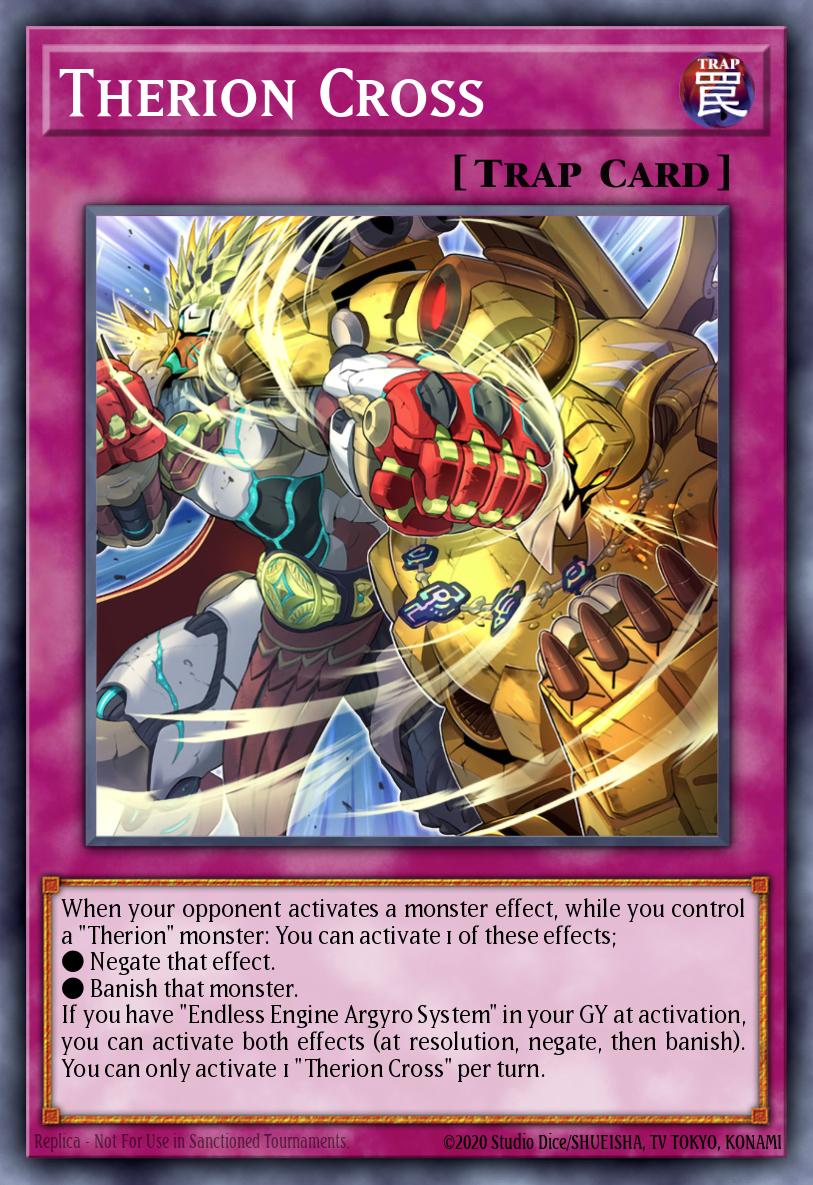 THERION CROSS
TRAP
罠
[TRAP CARD]
When your opponent activates a monster effect, while you control
a "Therion" monster: You can activate 1 of these effects;
● Negate that effect.
● Banish that monster.
If you have "Endless Engine Argyro System" in your GY at activation,
you can activate both effects (at resolution, negate, then banish).
You can only activate 1 "Therion Cross" per turn.
Replica - Not For Use in Sanctioned Tournaments.
©2020 Studio Dice/SHUEISHA, TV TOKYO, KONAMI